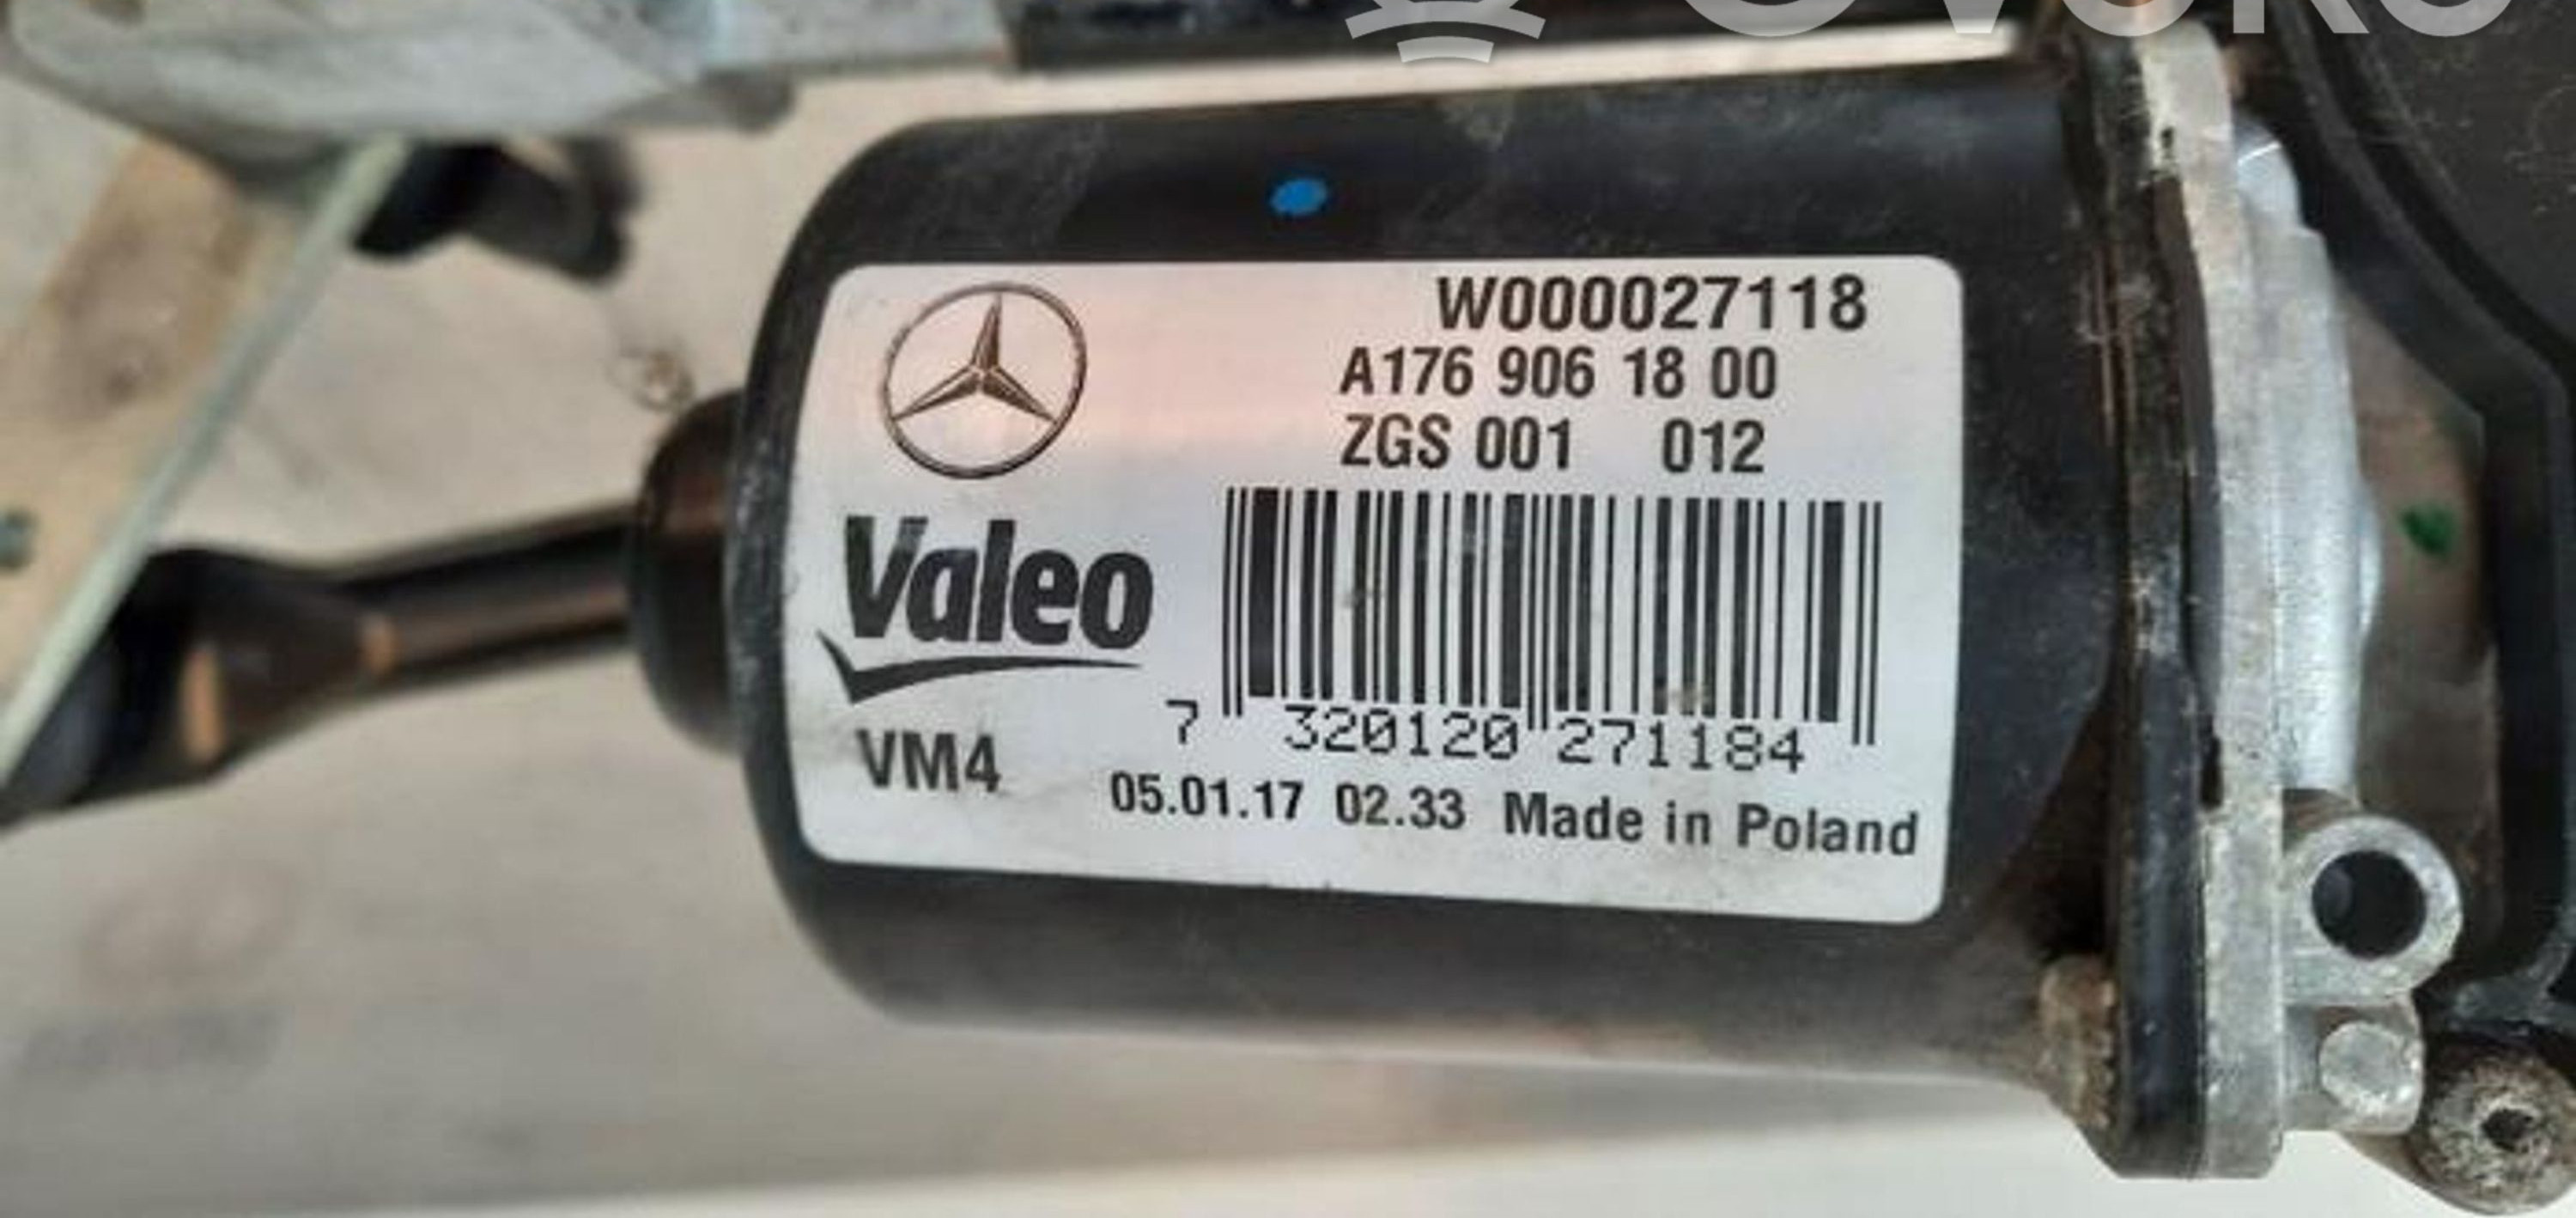 W000027118
A176 906 18 00
ZGS 001 012
Valeo
VM4
7 320120 271184
05.01.17 02.33 Made in Poland